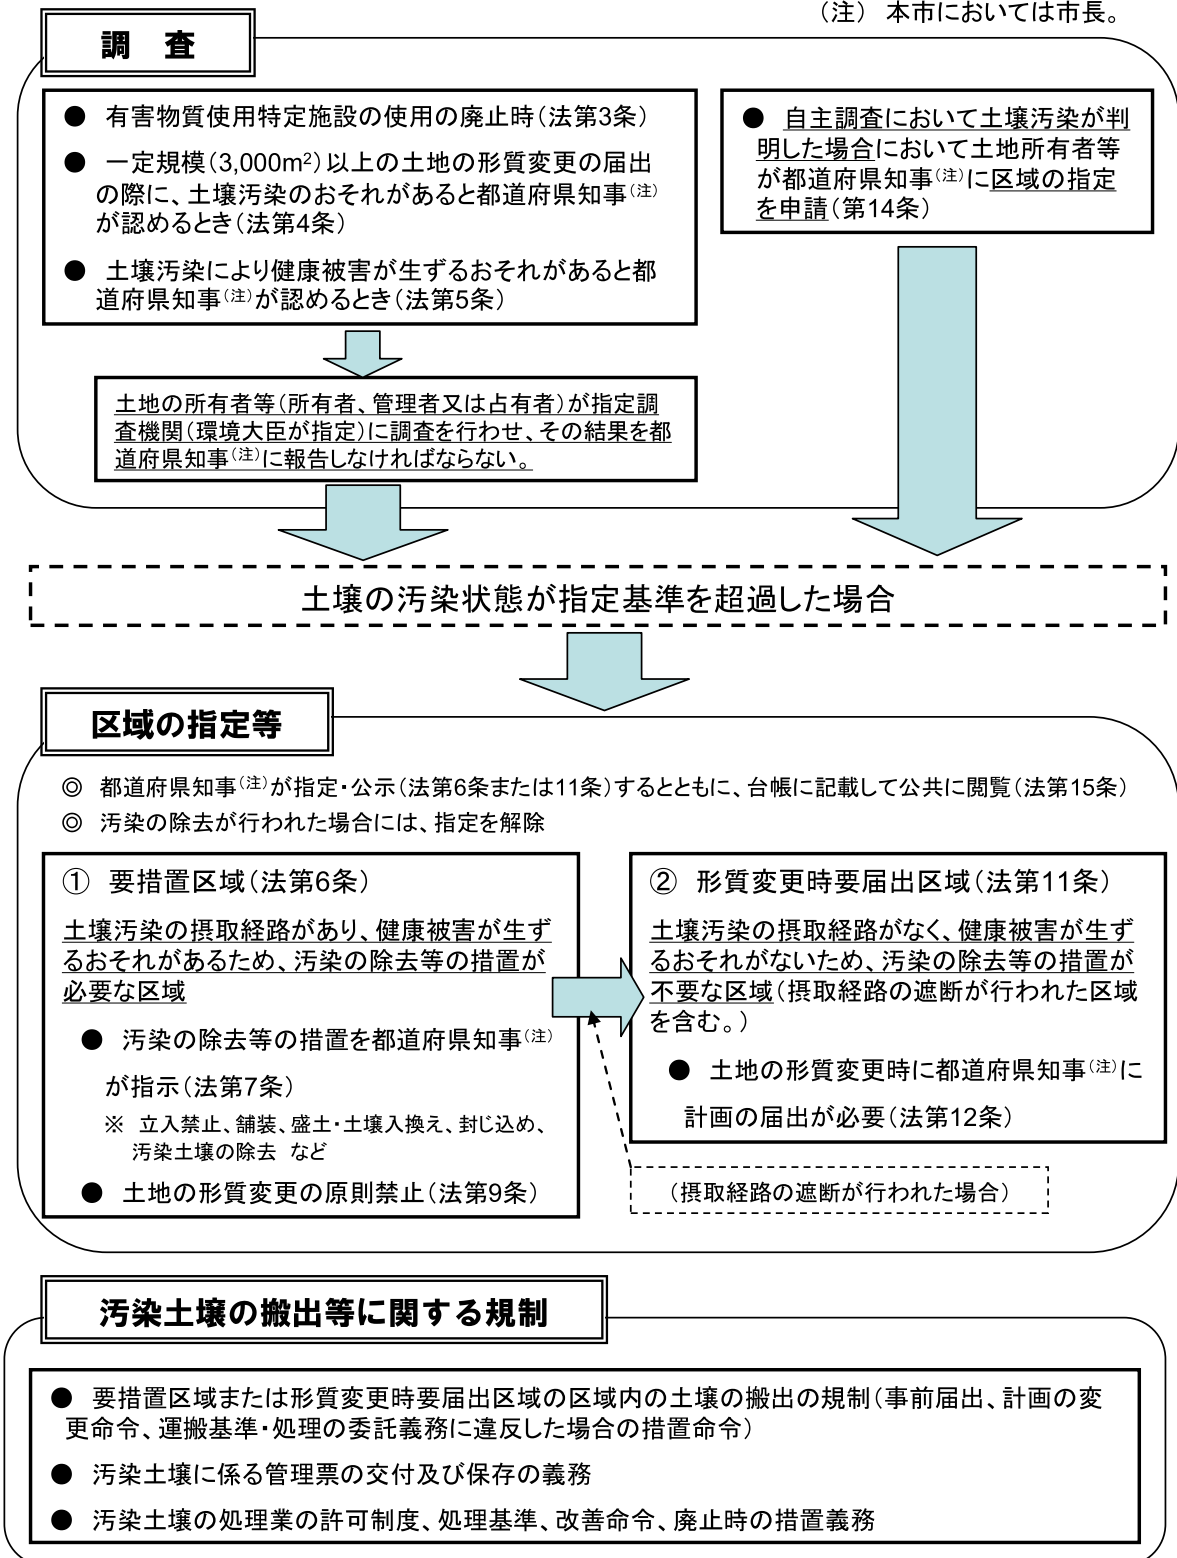 (注) 本市においては市長。
調 査
● 有害物質使用特定施設の使用の廃止時(法第3条)
● 一定規模(3,000m²)以上の土地の形質変更の届出
の際に、土壌汚染のおそれがあると都道府県知事(注)
が認めるとき(法第4条)
● 土壌汚染により健康被害が生ずるおそれがあると都
道府県知事(注)が認めるとき(法第5条)
● 自主調査において土壌汚染が判
明した場合において土地所有者等
が都道府県知事(注)に区域の指定
を申請(第14条)
土地の所有者等(所有者、管理者又は占有者)が指定調
査機関(環境大臣が指定)に調査を行わせ、その結果を都
道府県知事(注)に報告しなければならない。
土壌の汚染状態が指定基準を超過した場合
区域の指定等
◎ 都道府県知事(注)が指定・公示(法第6条または11条)するとともに、台帳に記載して公共に閲覧(法第15条)
◎ 汚染の除去が行われた場合には、指定を解除
① 要措置区域(法第6条)
土壌汚染の摂取経路があり、健康被害が生ず
るおそれがあるため、汚染の除去等の措置が
必要な区域
● 汚染の除去等の措置を都道府県知事(注)
が指示(法第7条)
※ 立入禁止、舗装、盛土・土壌入換え、封じ込め、
汚染土壌の除去 など
● 土地の形質変更の原則禁止(法第9条)
② 形質変更時要届出区域(法第11条)
土壌汚染の摂取経路がなく、健康被害が生ず
るおそれがないため、汚染の除去等の措置が
不要な区域(摂取経路の遮断が行われた区域
を含む。)
● 土地の形質変更時に都道府県知事(注)に
計画の届出が必要(法第12条)
(摂取経路の遮断が行われた場合)
汚染土壌の搬出等に関する規制
● 要措置区域または形質変更時要届出区域の区域内の土壌の搬出の規制(事前届出、計画の変
更命令、運搬基準・処理の委託義務に違反した場合の措置命令)
● 汚染土壌に係る管理票の交付及び保存の義務
● 汚染土壌の処理業の許可制度、処理基準、改善命令、廃止時の措置義務